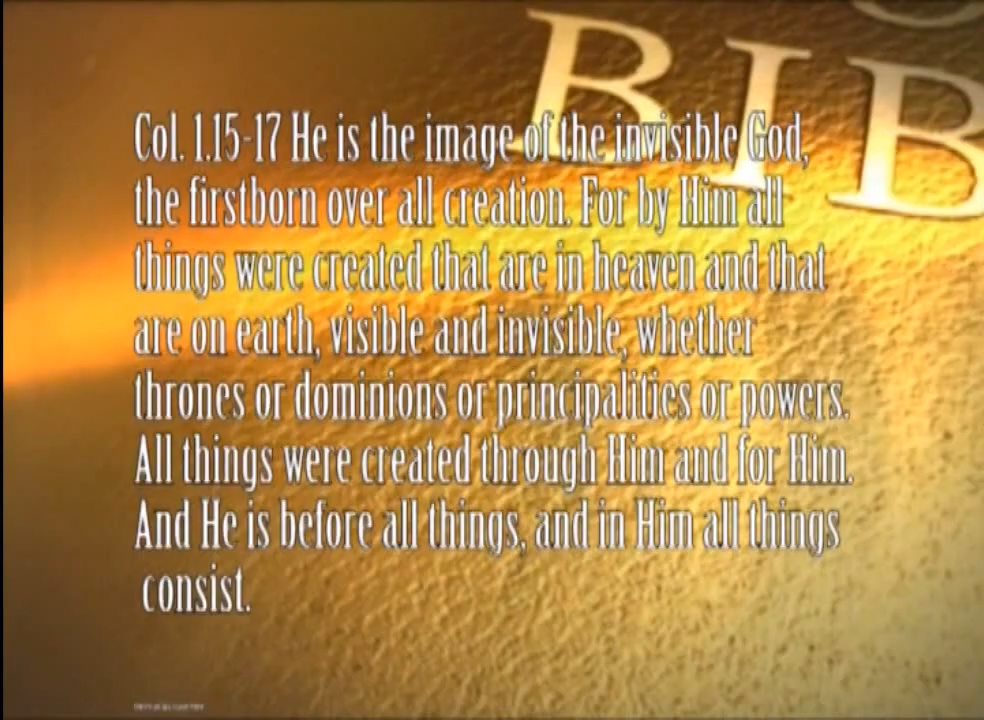 BIB
Col. 1.15-17 He is the image of the invisible God,
the firstborn over all creation. For by Him all
things were created that are in heaven and that
are on earth, visible and invisible, whether
thrones or dominions or principalities or powers.
All things were created through Him and for Him.
And He is before all things, and in Him all things
consist.